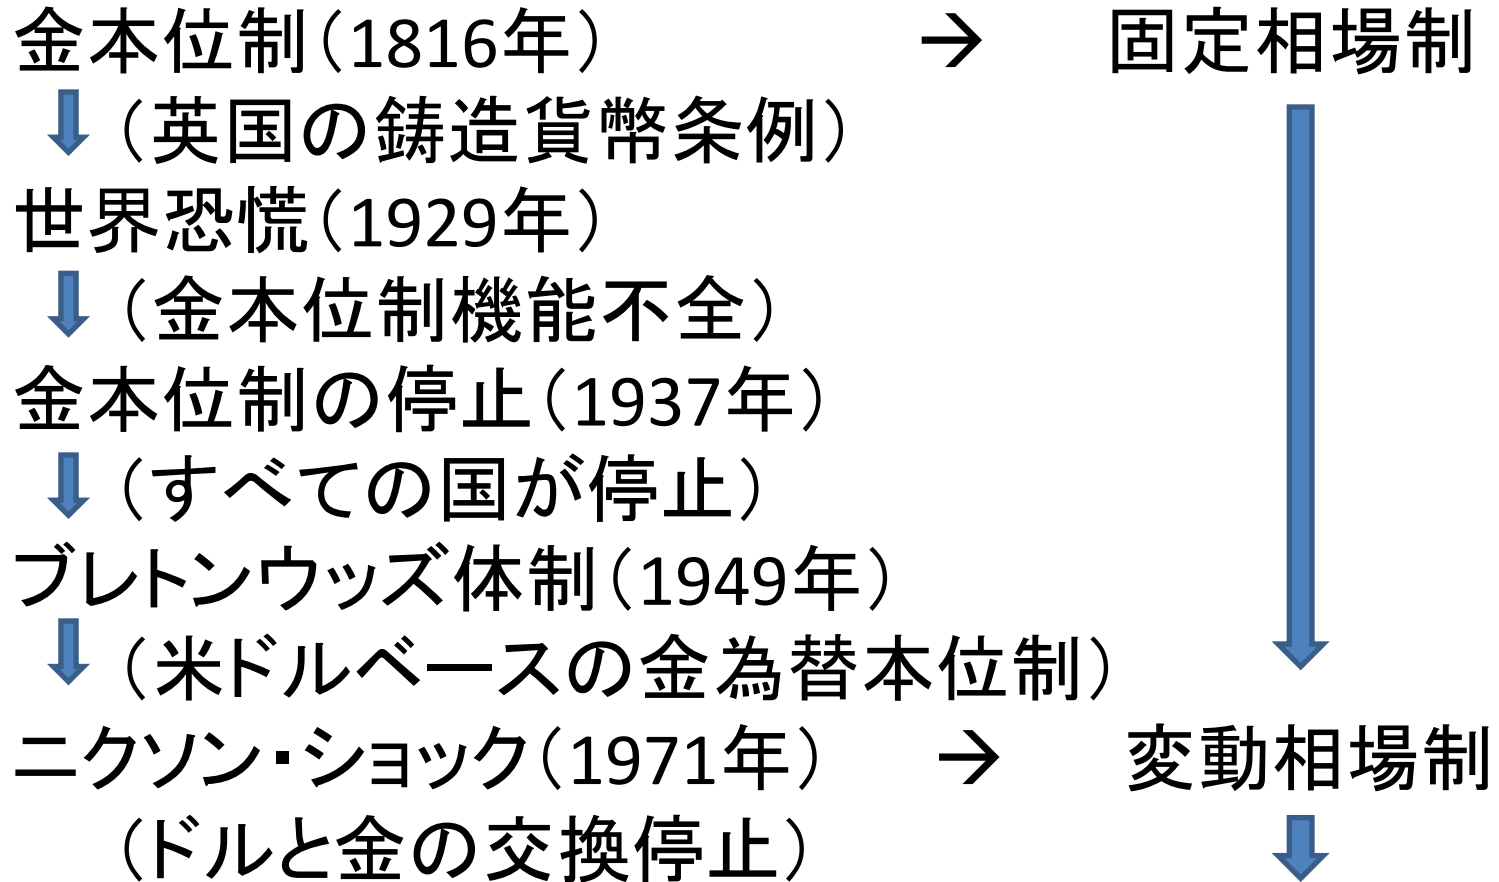 金本位制（1816年） → 固定相場制
（英国の鋳造貨幣条例）
世界恐慌（1929年）
（金本位制機能不全）
金本位制の停止（1937年）
（すべての国が停止）
ブレトンウッズ体制（1949年）
（米ドルベースの金為替本位制）
ニクソン・ショック（1971年） → 変動相場制
（ドルと金の交換停止）